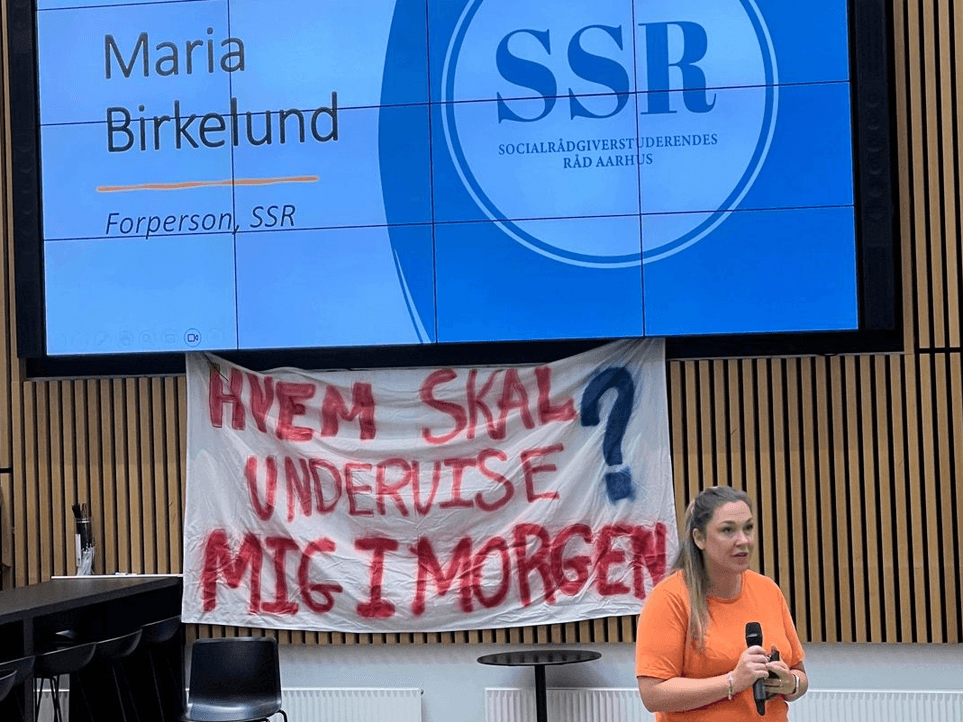 Maria
Birkelund
Forperson, SSR
SSR
SOCIALRÅDGIVERSTUDERENDES
RÅD AARHUS
HVEM SKAL ?
UNDERVISE
MIG I MORGEN